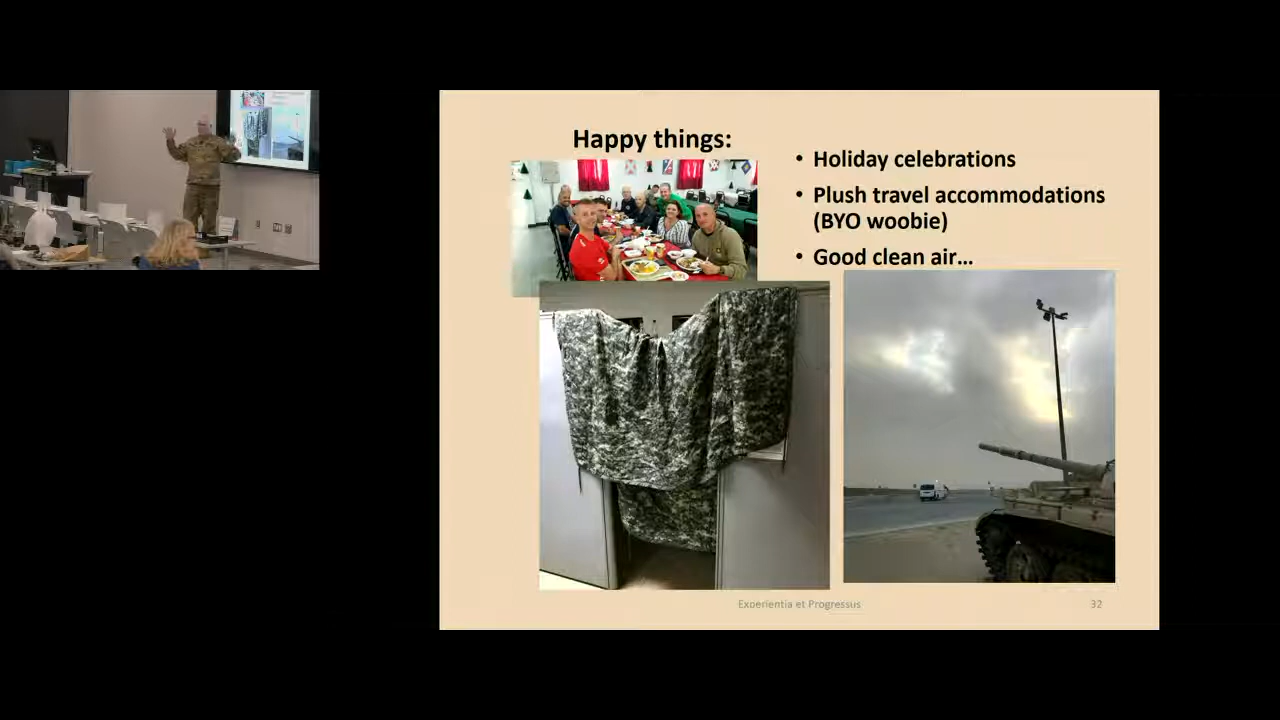 Happy things:
• Holiday celebrations
• Plush travel accommodations
(BYO woobie)
• Good clean air...
Experientia et Progressus
32